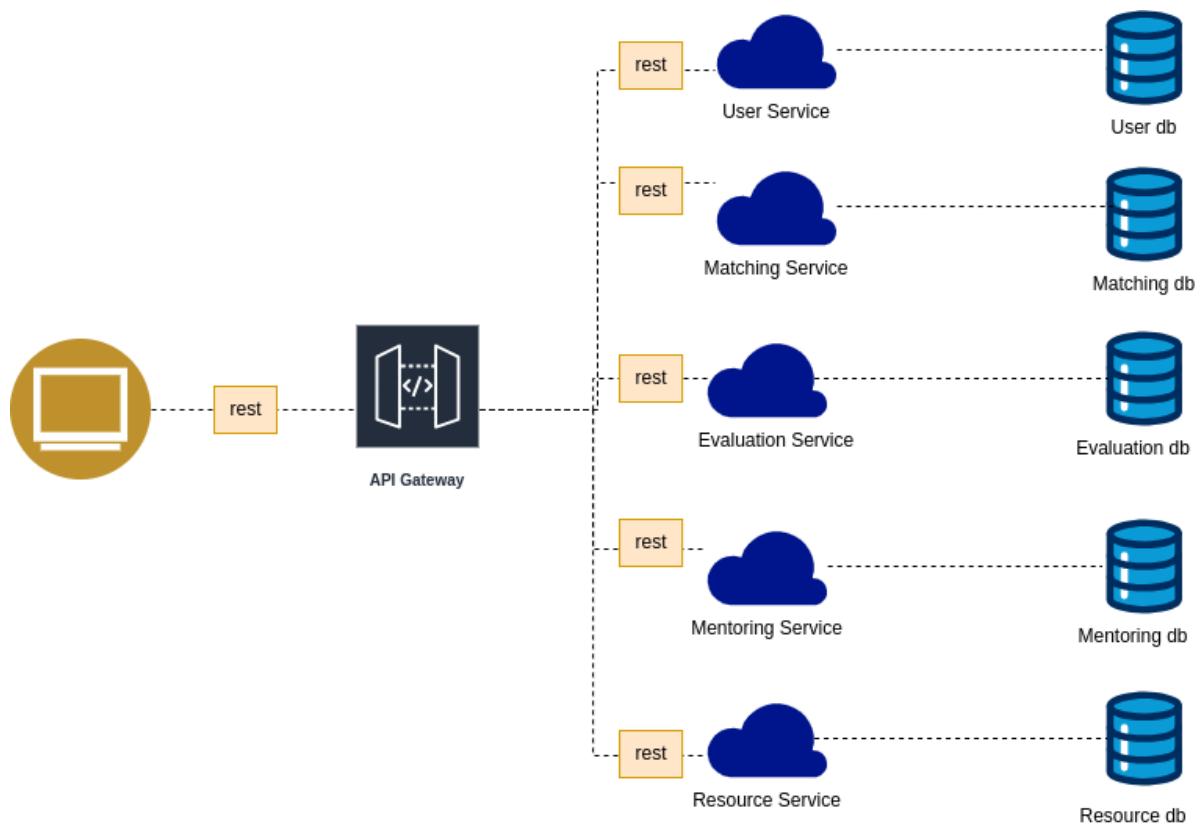 rest
User Service
User db
rest
Matching Service
Matching db
rest
API Gateway
rest
Evaluation Service
Evaluation db
rest
Mentoring Service
Mentoring db
rest
Resource Service
Resource db